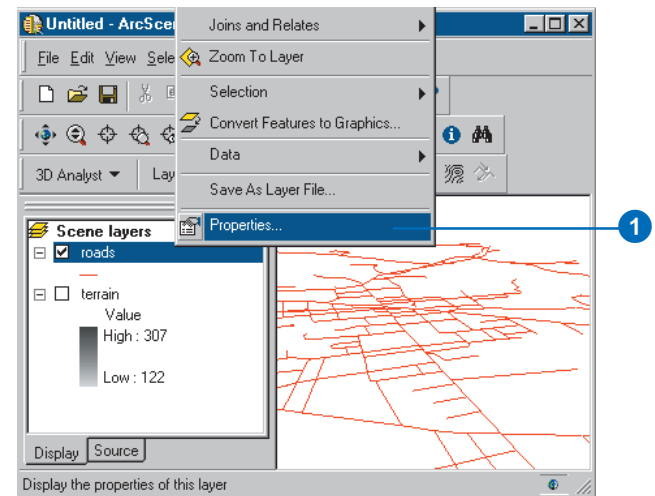 Untitled - ArcSce
File Edit View Sele
3D Analyst Lay
Joins and Relates
Zoom To Layer
Selection
Convert Features to Graphics...
Data
Save As Layer File...
Properties...
1
Scene layers
roads
terrain
Value
High : 307
Low : 122
Display Source
Display the properties of this layer